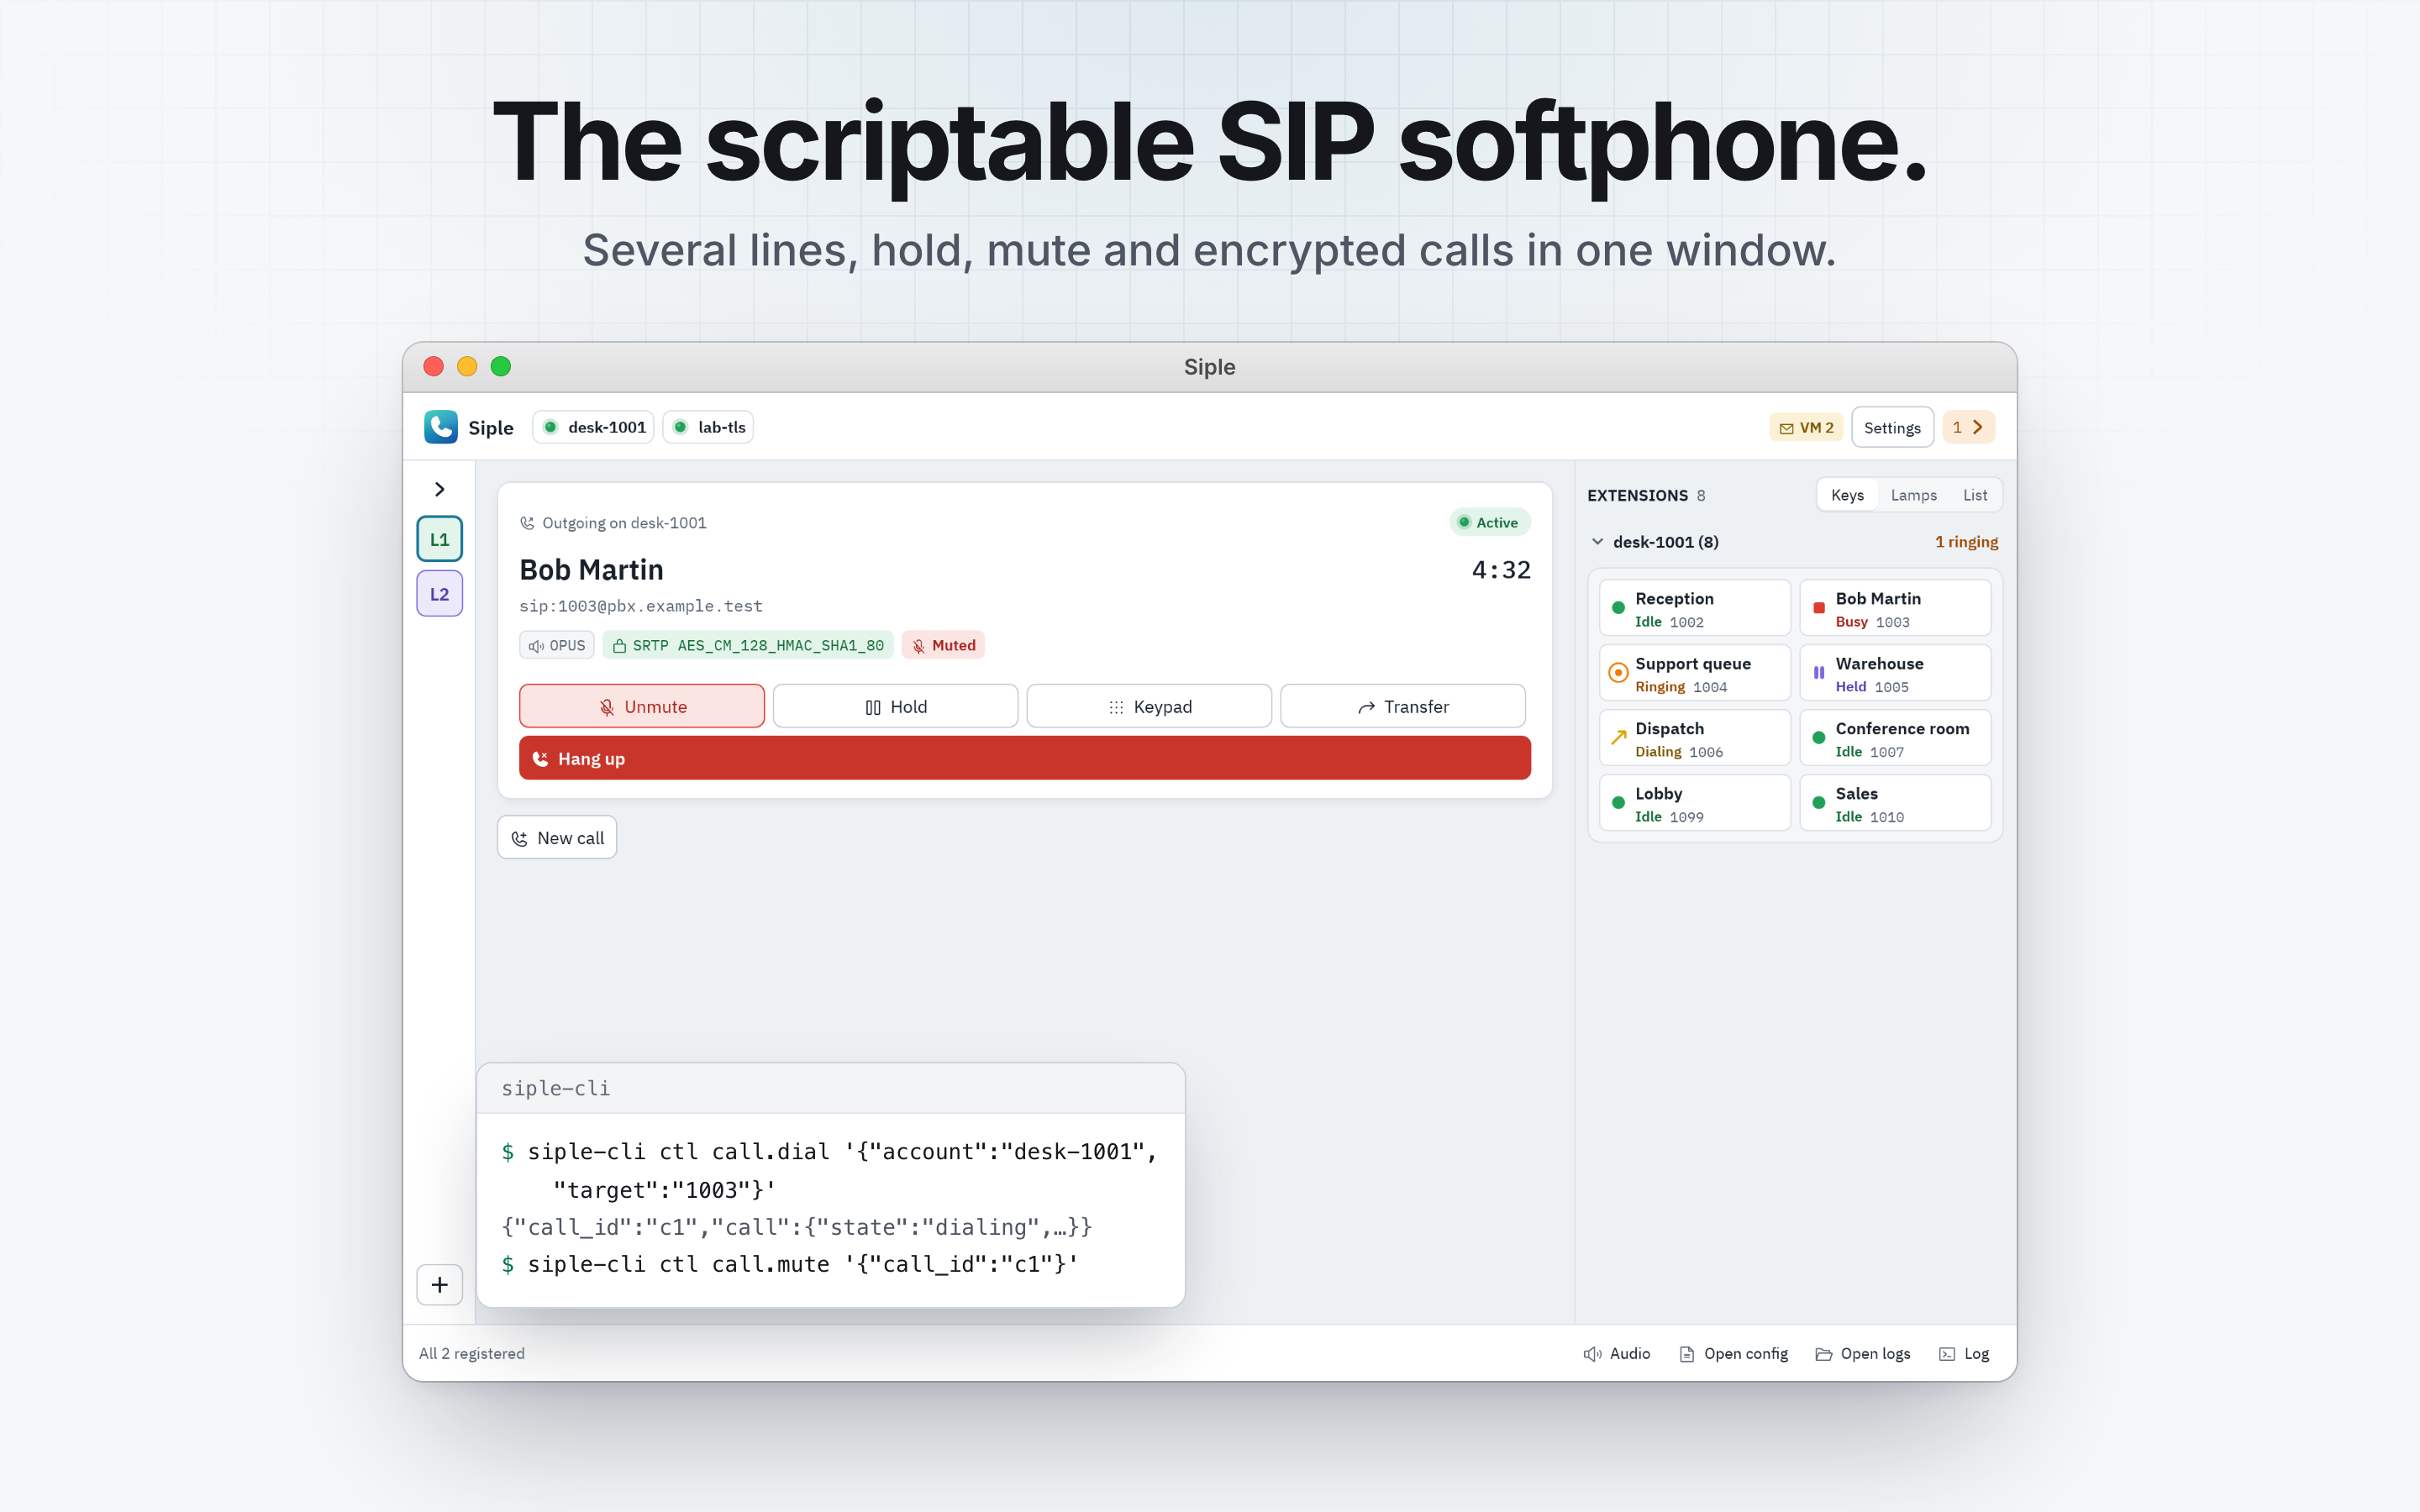 The scriptable SIP softphone.
Several lines, hold, mute and encrypted calls in one window.
Siple
Siple desk-1001 lab-tls VM 2 Settings 1
L1
L2
Outgoing on desk-1001 Active
Bob Martin 4:32
sip:1003@pbx.example.test
OPUS SRTP AES_CM_128_HMAC_SHA1_80 Muted
Unmute Hold Keypad Transfer
Hang up
New call
EXTENSIONS 8 Keys Lamps List
desk-1001 (8) 1 ringing
Reception
Idle 1002
Bob Martin
Busy 1003
Support queue
Ringing 1004
Warehouse
Held 1005
Dispatch
Dialing 1006
Conference room
Idle 1007
Lobby
Idle 1099
Sales
Idle 1010
siple-cli
$ siple-cli ctl call.dial '{"account":"desk-1001",
"target":"1003"}'
{"call_id":"c1","call":{"state":"dialing",…}}
$ siple-cli ctl call.mute '{"call_id":"c1"}'
+
All 2 registered Audio Open config Open logs Log